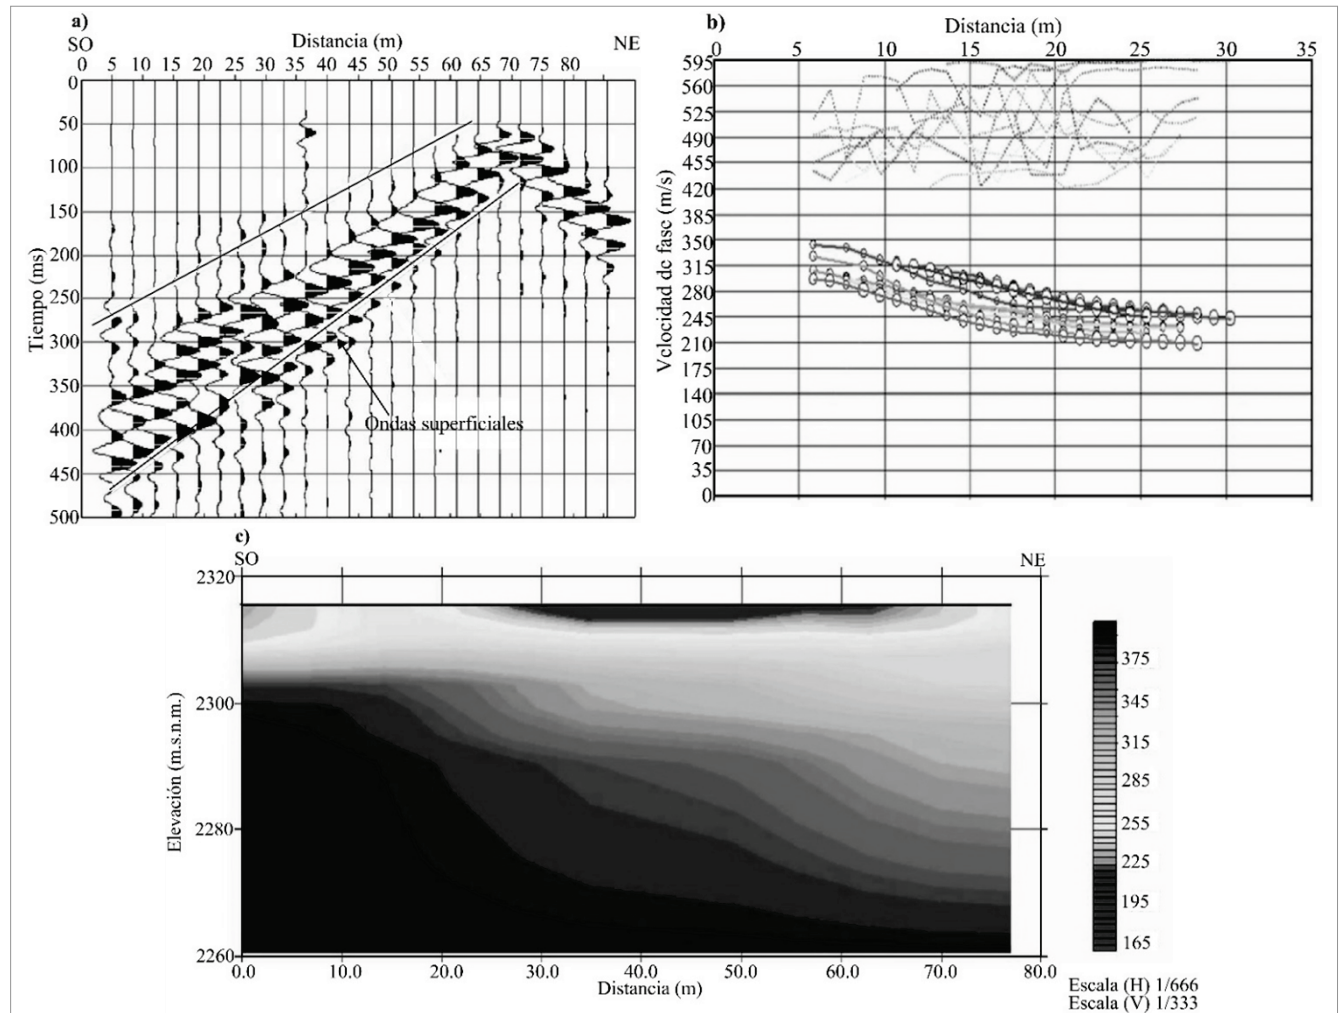 a)
SO Distancia (m) NE
0 5 10 15 20 25 30 35 40 45 50 55 60 65 70 75 80
Tiempo (ms)
0
50
100
150
200
250
300
350
400
450
500
Ondas superficiales
b)
Distancia (m)
0 5 10 15 20 25 30 35
Velocidad de fase (m/s)
595
560
525
490
455
420
385
350
315
280
245
210
175
140
105
70
35
0
c)
SO NE
Elevación (m.s.n.m.)
2320
2300
2280
2260
0.0 10.0 20.0 30.0 40.0 50.0 60.0 70.0 80.0
Distancia (m)
375
345
315
285
255
225
195
165
Escala (H) 1/666
Escala (V) 1/333